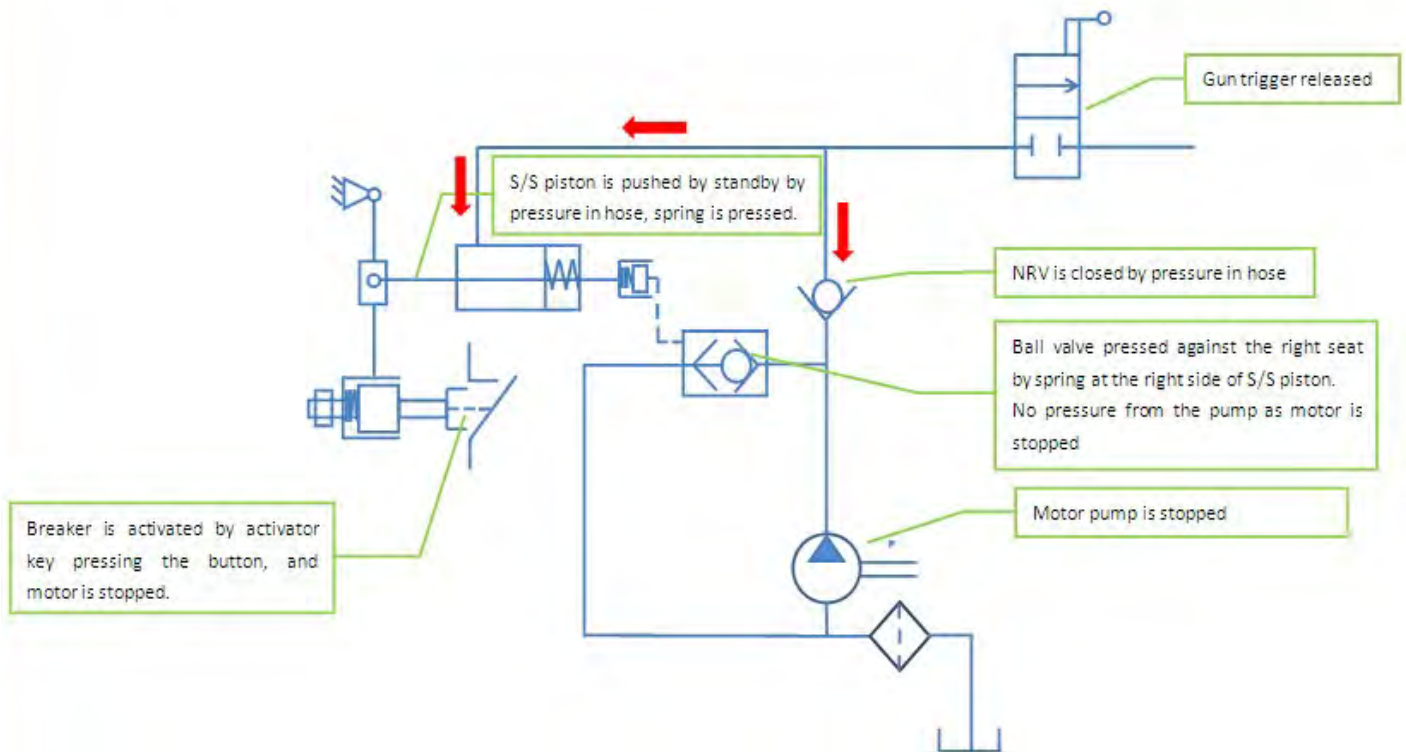 Gun trigger released
S/S piston is pushed by standby by
pressure in hose, spring is pressed.
NRV is closed by pressure in hose
Ball valve pressed against the right seat
by spring at the right side of S/S piston.
No pressure from the pump as motor is
stopped
Motor pump is stopped
Breaker is activated by activator
key pressing the button, and
motor is stopped.